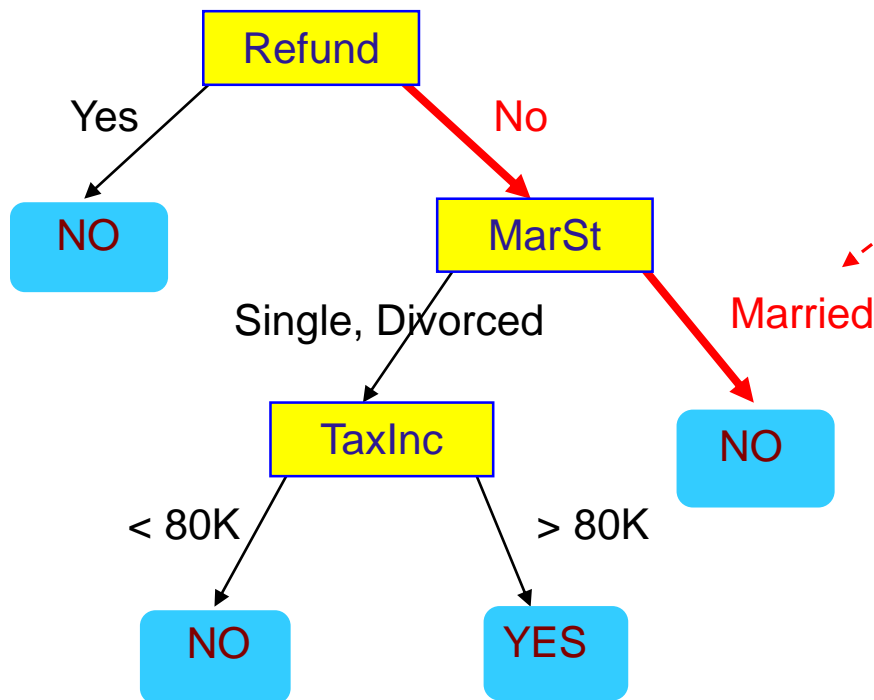 Refund
Yes
No
NO
MarSt
Single, Divorced
Married
TaxInc
NO
< 80K
> 80K
NO
YES